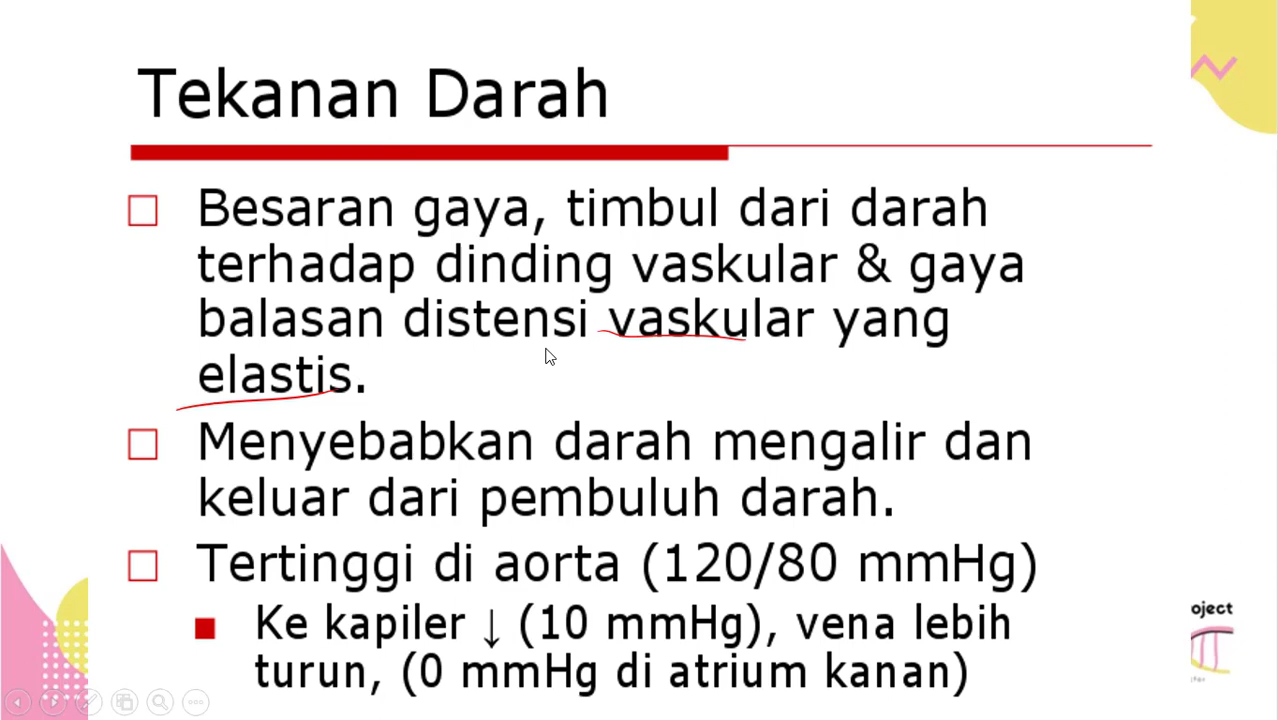 Tekanan Darah
Besaran gaya, timbul dari darah
terhadap dinding vaskular & gaya
balasan distensi vaskular yang
elastis.
Menyebabkan darah mengalir dan
keluar dari pembuluh darah.
Tertinggi di aorta (120/80 mmHg)
Ke kapiler ↓ (10 mmHg), vena lebih
turun, (0 mmHg di atrium kanan)
oject